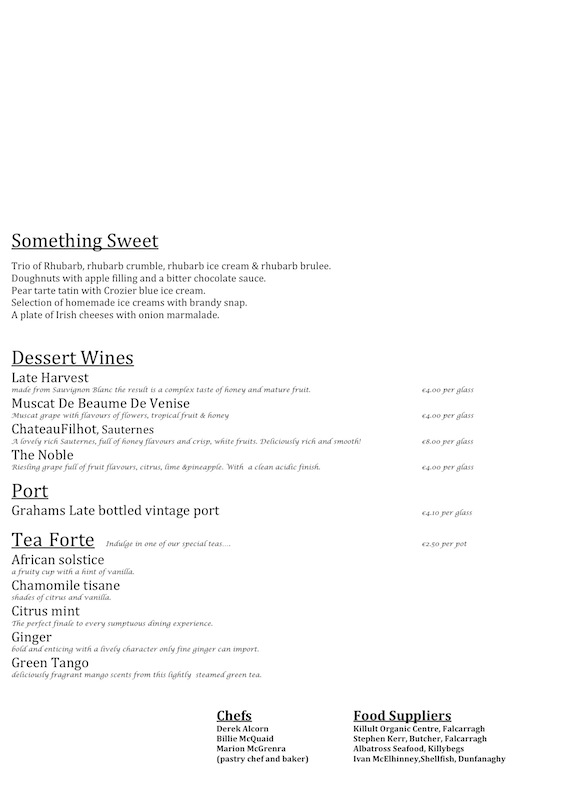 Something Sweet
Trio of Rhubarb, rhubarb crumble, rhubarb ice cream & rhubarb brulee.
Doughnuts with apple filling and a bitter chocolate sauce.
Pear tarte tatin with Crozier blue ice cream.
Selection of homemade ice creams with brandy snap.
A plate of Irish cheeses with onion marmalade.
Dessert Wines
Late Harvest
made from Sauvignon Blanc the result is a complex taste of honey and mature fruit. €4.00 per glass
Muscat De Beaume De Venise
Muscat grape with flavours of flowers, tropical fruit & honey €4.00 per glass
ChateauFilhot, Sauternes
A lovely rich Sauternes, full of honey flavours and crisp, white fruits. Deliciously rich and smooth! €8.00 per glass
The Noble
Riesling grape full of fruit flavours, citrus, lime &pineapple. With a clean acidic finish. €4.00 per glass
Port
Grahams Late bottled vintage port €4.10 per glass
Tea Forte Indulge in one of our special teas.... €2.50 per pot
African solstice
a fruity cup with a hint of vanilla.
Chamomile tisane
shades of citrus and vanilla.
Citrus mint
The perfect finale to every sumptuous dining experience.
Ginger
bold and enticing with a lively character only fine ginger can import.
Green Tango
deliciously fragrant mango scents from this lightly steamed green tea.
Chefs
Derek Alcorn
Billie McQuaid
Marion McGrenra
(pastry chef and baker)
Food Suppliers
Killult Organic Centre, Falcarragh
Stephen Kerr, Butcher, Falcarragh
Albatross Seafood, Killybegs
Ivan McElhinney,Shellfish, Dunfanaghy